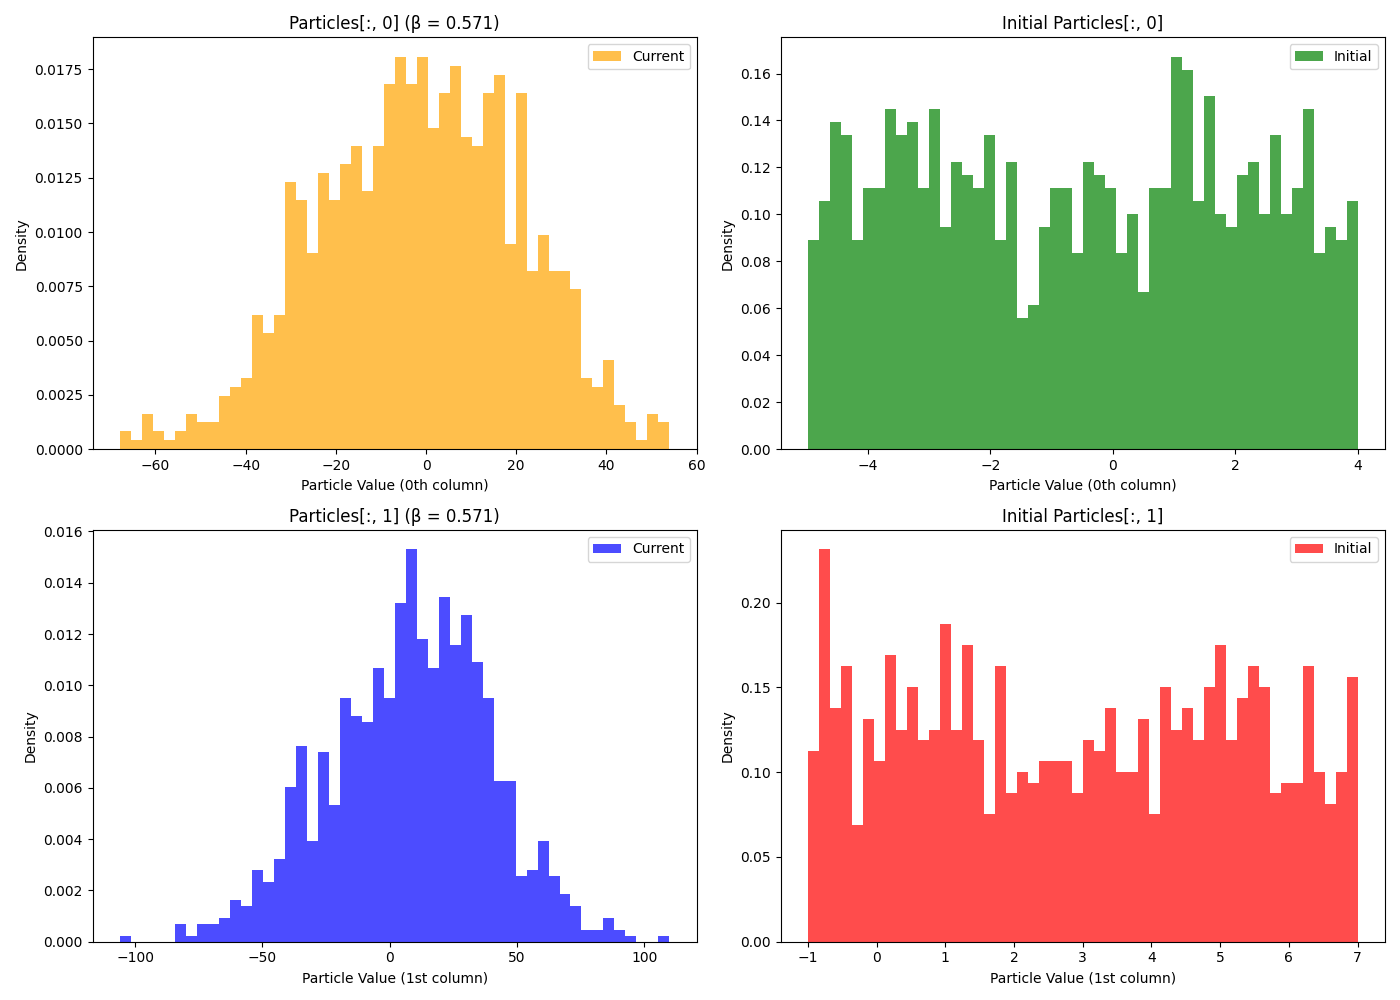 Particles[:, 0] (β = 0.571)
Current
Density
0.0175
0.0150
0.0125
0.0100
0.0075
0.0050
0.0025
0.0000
−60 −40 −20 0 20 40 60
Particle Value (0th column)
Initial Particles[:, 0]
Initial
Density
0.16
0.14
0.12
0.10
0.08
0.06
0.04
0.02
0.00
−4 −2 0 2 4
Particle Value (0th column)
Particles[:, 1] (β = 0.571)
Current
Density
0.016
0.014
0.012
0.010
0.008
0.006
0.004
0.002
0.000
−100 −50 0 50 100
Particle Value (1st column)
Initial Particles[:, 1]
Initial
Density
0.20
0.15
0.10
0.05
0.00
−1 0 1 2 3 4 5 6 7
Particle Value (1st column)